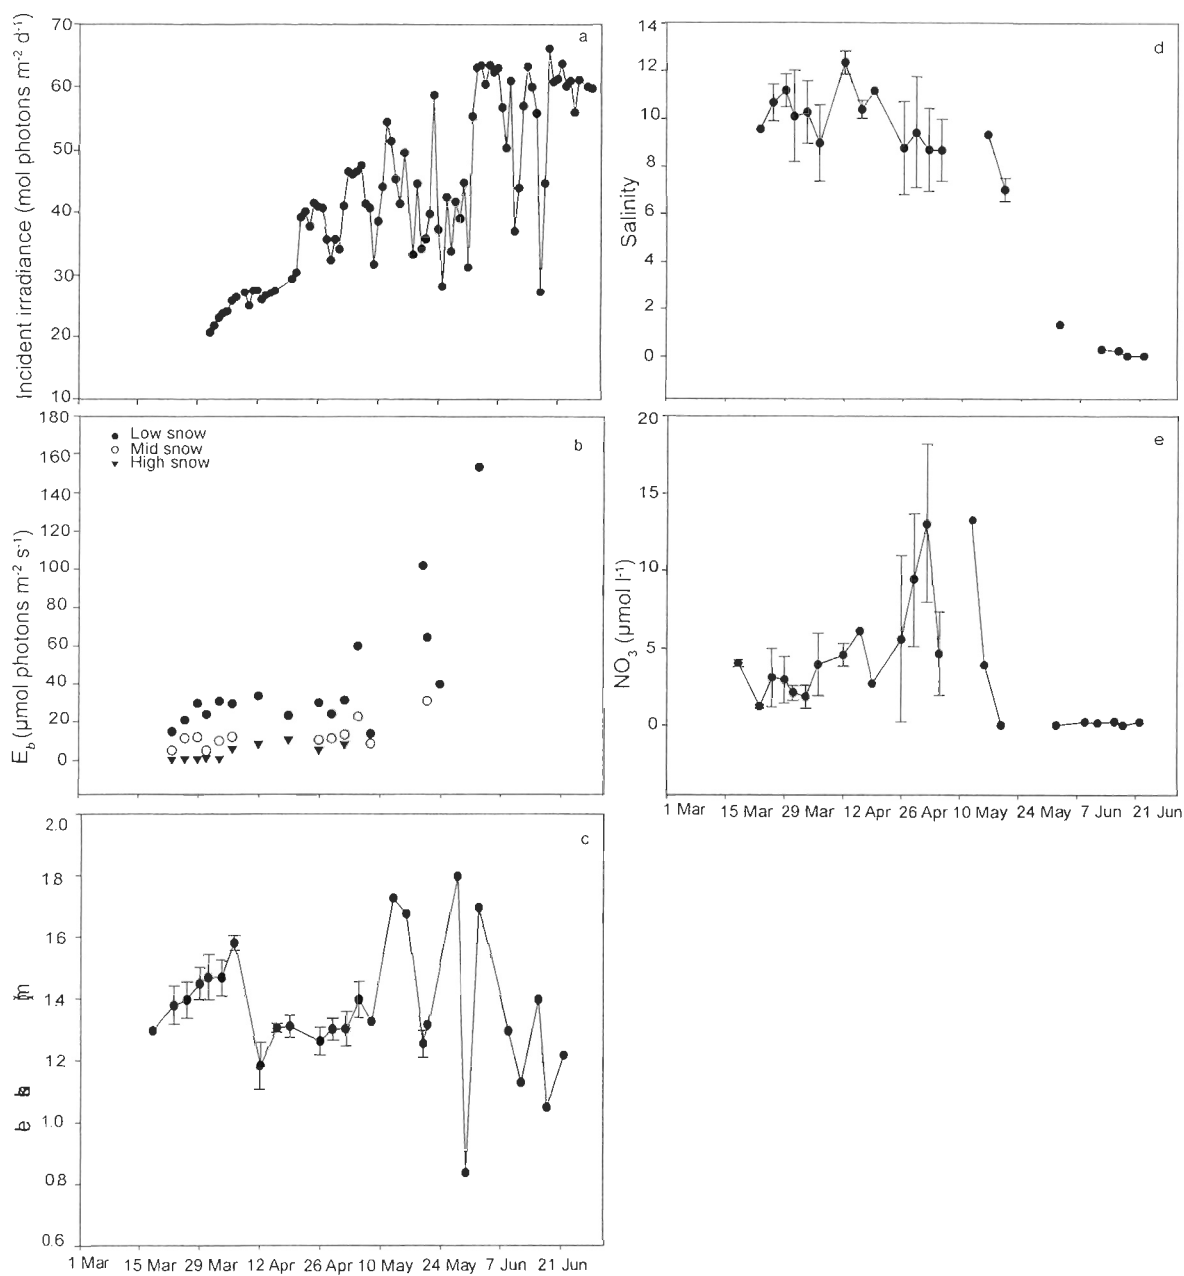 Incident irradiance (mol photons m⁻² d⁻¹)
70
60
50
40
30
20
10
a
E_b (µmol photons m⁻² s⁻¹)
180
160
140
120
100
80
60
40
20
0
Low snow
Mid snow
High snow
b
2.0
1.8
1.6
1.4
1.2
1.0
0.8
0.6
c
1 Mar 15 Mar 29 Mar 12 Apr 26 Apr 10 May 24 May 7 Jun 21 Jun
Salinity
14
12
10
8
6
4
2
0
d
NO₃ (µmol l⁻¹)
20
15
10
5
0
e
1 Mar 15 Mar 29 Mar 12 Apr 26 Apr 10 May 24 May 7 Jun 21 Jun